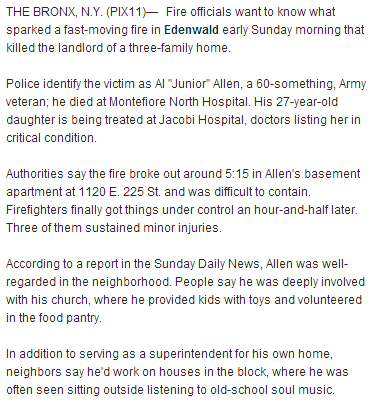 THE BRONX, N.Y. (PIX11)— Fire officials want to know what
sparked a fast-moving fire in Edenwald early Sunday morning that
killed the landlord of a three-family home.
Police identify the victim as Al "Junior" Allen, a 60-something, Army
veteran; he died at Montefiore North Hospital. His 27-year-old
daughter is being treated at Jacobi Hospital, doctors listing her in
critical condition.
Authorities say the fire broke out around 5:15 in Allen's basement
apartment at 1120 E. 225 St. and was difficult to contain.
Firefighters finally got things under control an hour-and-half later.
Three of them sustained minor injuries.
According to a report in the Sunday Daily News, Allen was well-
regarded in the neighborhood. People say he was deeply involved
with his church, where he provided kids with toys and volunteered
in the food pantry.
In addition to serving as a superintendent for his own home,
neighbors say he'd work on houses in the block, where he was
often seen sitting outside listening to old-school soul music.